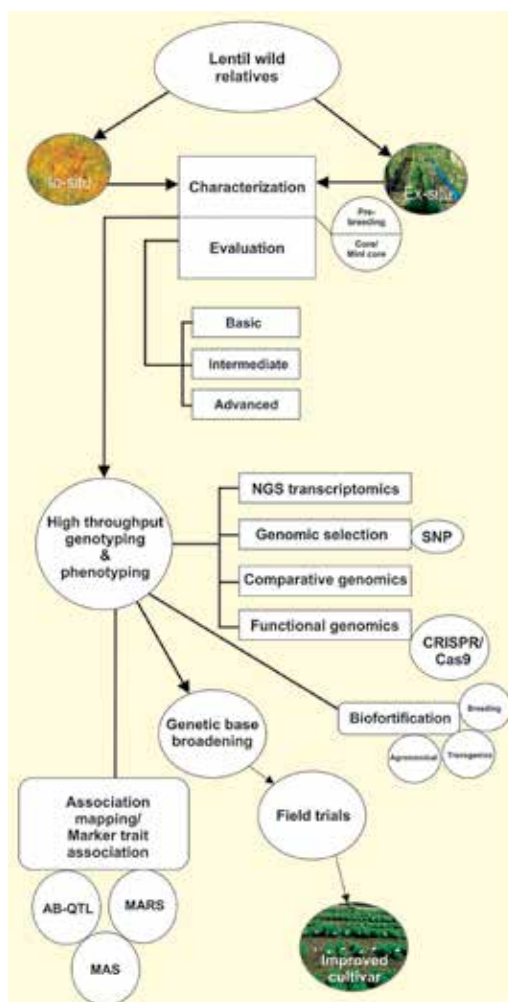 Lentil wild
relatives
In-situ
Ex-situ
Characterization
Pre-
breeding
Core/
Mini core
Evaluation
Basic
Intermediate
Advanced
High throughput
genotyping
&
phenotyping
NGS transcriptomics
Genomic selection
SNP
Comparative genomics
Functional genomics
CRISPR/
Cas9
Biofortification
Breeding
Agronomical
Transgenics
Genetic base
broadening
Field trials
Association
mapping/
Marker trait
association
AB-QTL
MARS
MAS
Improved
cultivar